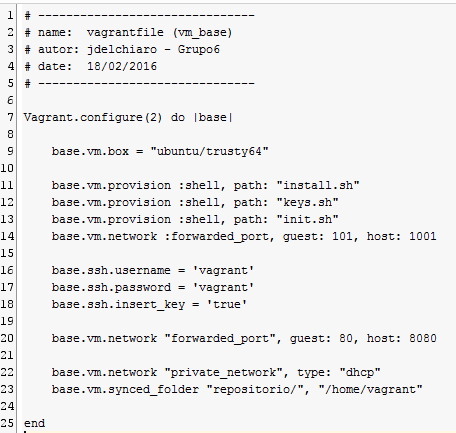 1 # -------------------------------
2 # name:  vagrantfile (vm_base)
3 # autor: jdelchiaro - Grupo6
4 # date:  18/02/2016
5 # -------------------------------
6
7 Vagrant.configure(2) do |base|
8
9     base.vm.box = "ubuntu/trusty64"
10
11     base.vm.provision :shell, path: "install.sh"
12     base.vm.provision :shell, path: "keys.sh"
13     base.vm.provision :shell, path: "init.sh"
14     base.vm.network :forwarded_port, guest: 101, host: 1001
15
16     base.ssh.username = 'vagrant'
17     base.ssh.password = 'vagrant'
18     base.ssh.insert_key = 'true'
19
20     base.vm.network "forwarded_port", guest: 80, host: 8080
21
22     base.vm.network "private_network", type: "dhcp"
23     base.vm.synced_folder "repositorio/", "/home/vagrant"
24
25 end